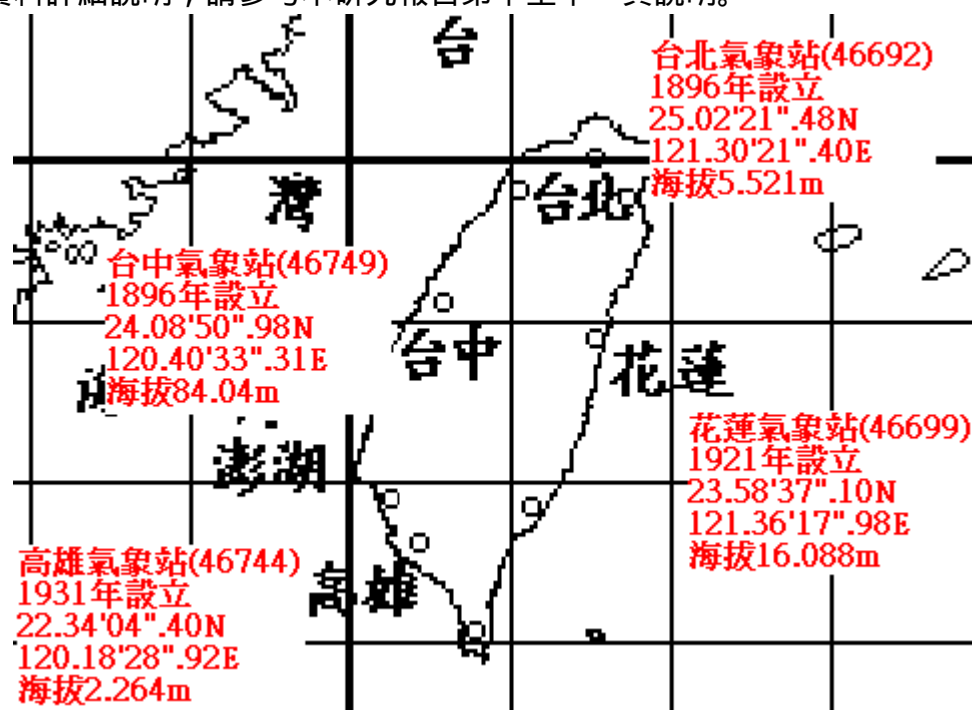 台
台北氣象站(46692)
1896年設立
25.02'21".48N
121.30'21".40E
海拔5.521m
灣
台北
台中氣象站(46749)
1896年設立
24.08'50".98N
120.40'33".31E
海拔84.04m
台中
花蓮
澎湖
花蓮氣象站(46699)
1921年設立
23.58'37".10N
121.36'17".98E
海拔16.088m
高雄氣象站(46744)
1931年設立
22.34'04".40N
120.18'28".92E
海拔2.264m
高雄